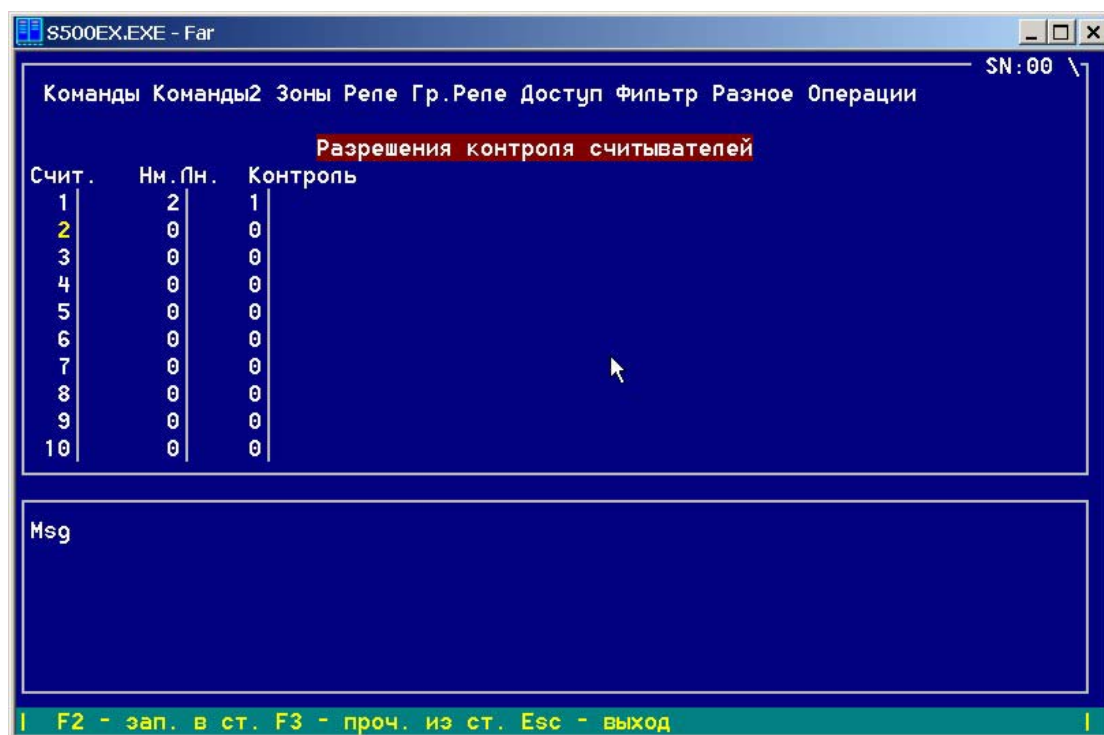 S500EX.EXE - Far
SN:00 \
Команды Команды2 Зоны Реле Гр.Реле Доступ Фильтр Разное Операции
Разрешения контроля считывателей
Счит. Нм.Лн. Контроль
1 2 1
2 0 0
3 0 0
4 0 0
5 0 0
6 0 0
7 0 0
8 0 0
9 0 0
10 0 0
Msg
F2 - зап. в ст. F3 - проч. из ст. Esc - выход